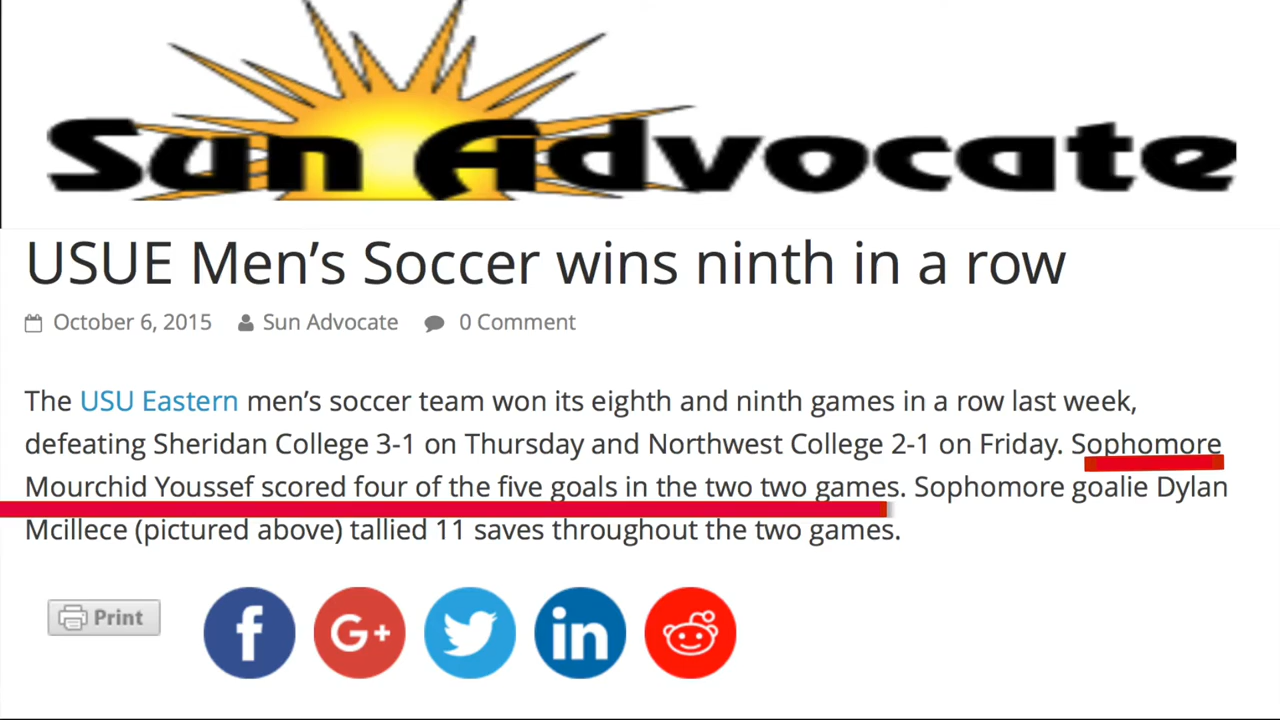 Sun Advocate
USUE Men’s Soccer wins ninth in a row
October 6, 2015 Sun Advocate 0 Comment
The USU Eastern men’s soccer team won its eighth and ninth games in a row last week,
defeating Sheridan College 3-1 on Thursday and Northwest College 2-1 on Friday. Sophomore
Mourchid Youssef scored four of the five goals in the two two games. Sophomore goalie Dylan
Mcillece (pictured above) tallied 11 saves throughout the two games.
Print f G+ in